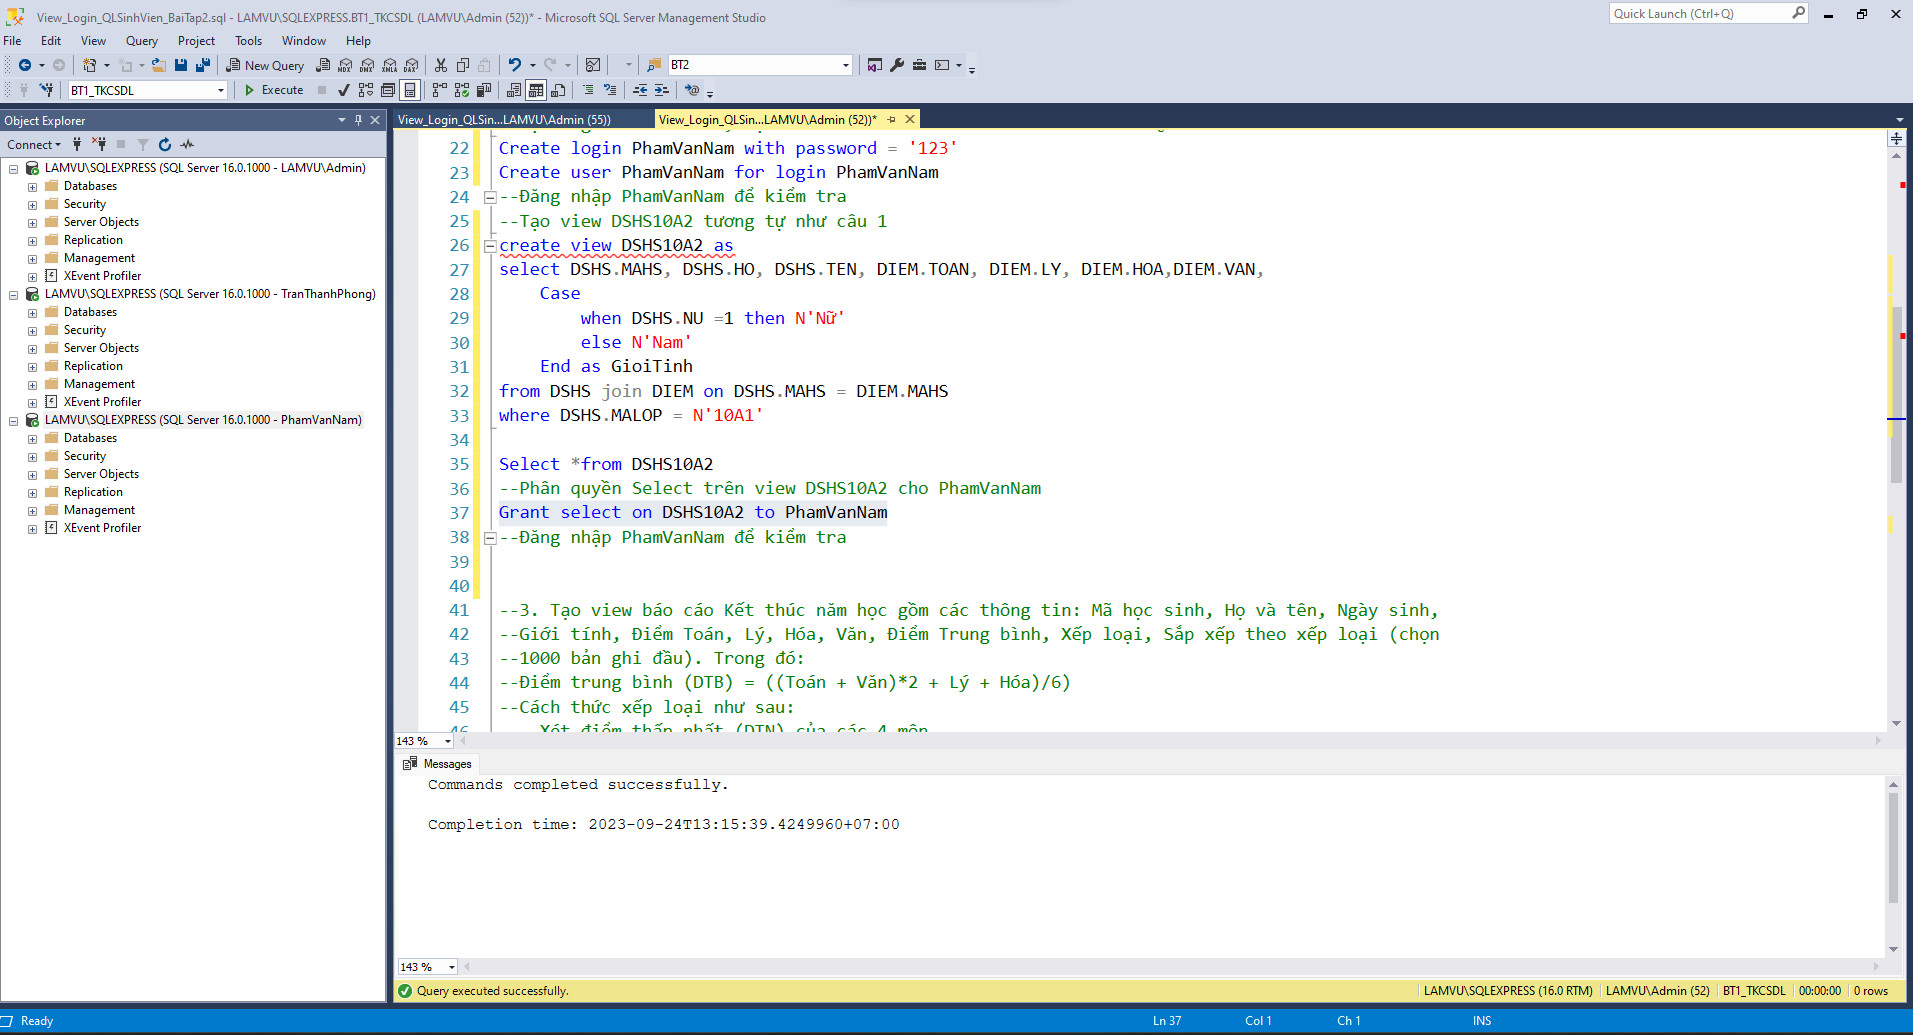 View_Login_QLSinhVien_BaiTap2.sql - LAMVU\SQLEXPRESS.BT1_TKCSDL (LAMVU\Admin (52))* - Microsoft SQL Server Management Studio
Quick Launch (Ctrl+Q)
File Edit View Query Project Tools Window Help
New Query
MDX DMX XMLA DAX
BT2
BT1_TKCSDL
Execute
Object Explorer
Connect
LAMVU\SQLEXPRESS (SQL Server 16.0.1000 - LAMVU\Admin)
Databases
Security
Server Objects
Replication
Management
XEvent Profiler
LAMVU\SQLEXPRESS (SQL Server 16.0.1000 - TranThanhPhong)
Databases
Security
Server Objects
Replication
Management
XEvent Profiler
LAMVU\SQLEXPRESS (SQL Server 16.0.1000 - PhamVanNam)
Databases
Security
Server Objects
Replication
Management
XEvent Profiler
View_Login_QLSin...LAMVU\Admin (55))
View_Login_QLSin...LAMVU\Admin (52))*
22 Create login PhamVanNam with password = '123'
23 Create user PhamVanNam for login PhamVanNam
24 --Đăng nhập PhamVanNam để kiểm tra
25 --Tạo view DSHS10A2 tương tự như câu 1
26 create view DSHS10A2 as
27 select DSHS.MAHS, DSHS.HO, DSHS.TEN, DIEM.TOAN, DIEM.LY, DIEM.HOA,DIEM.VAN,
28 Case
29 when DSHS.NU =1 then N'Nữ'
30 else N'Nam'
31 End as GioiTinh
32 from DSHS join DIEM on DSHS.MAHS = DIEM.MAHS
33 where DSHS.MALOP = N'10A1'
34
35 Select *from DSHS10A2
36 --Phân quyền Select trên view DSHS10A2 cho PhamVanNam
37 Grant select on DSHS10A2 to PhamVanNam
38 --Đăng nhập PhamVanNam để kiểm tra
39
40
41 --3. Tạo view báo cáo Kết thúc năm học gồm các thông tin: Mã học sinh, Họ và tên, Ngày sinh,
42 --Giới tính, Điểm Toán, Lý, Hóa, Văn, Điểm Trung bình, Xếp loại, Sắp xếp theo xếp loại (chọn
43 --1000 bản ghi đầu). Trong đó:
44 --Điểm trung bình (DTB) = ((Toán + Văn)*2 + Lý + Hóa)/6)
45 --Cách thức xếp loại như sau:
46 Xét điểm thấp nhất (DTN) của các 4 môn
143 %
Messages
Commands completed successfully.
Completion time: 2023-09-24T13:15:39.4249960+07:00
143 %
Query executed successfully.
LAMVU\SQLEXPRESS (16.0 RTM) LAMVU\Admin (52) BT1_TKCSDL 00:00:00 0 rows
Ready
Ln 37 Col 1 Ch 1 INS